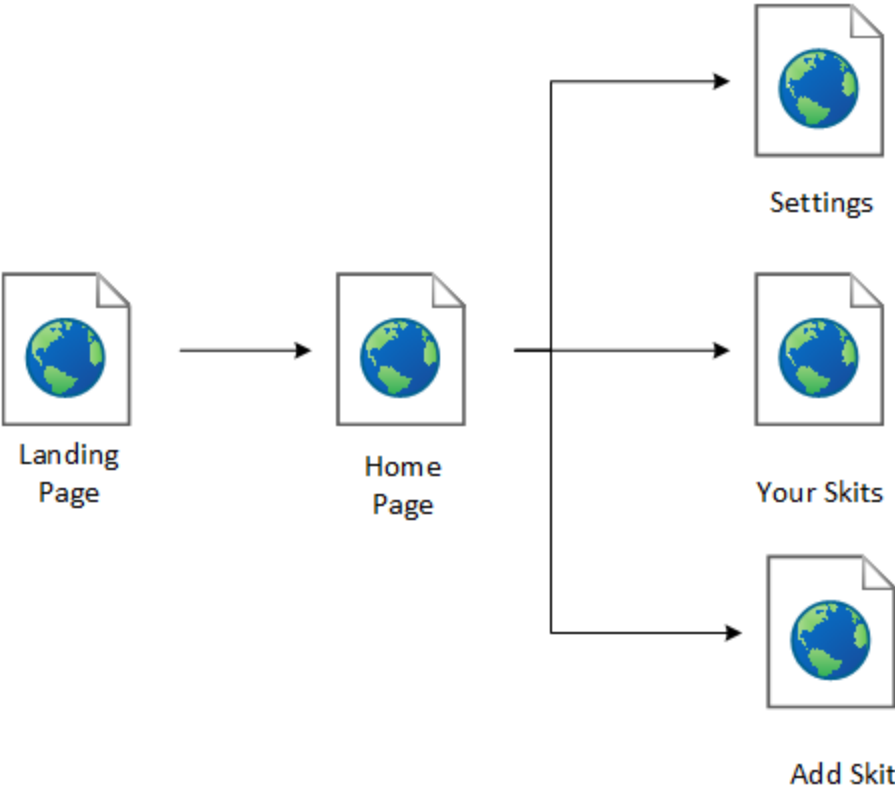 Settings
Landing
Page
Home
Page
Your Skits
Add Skit